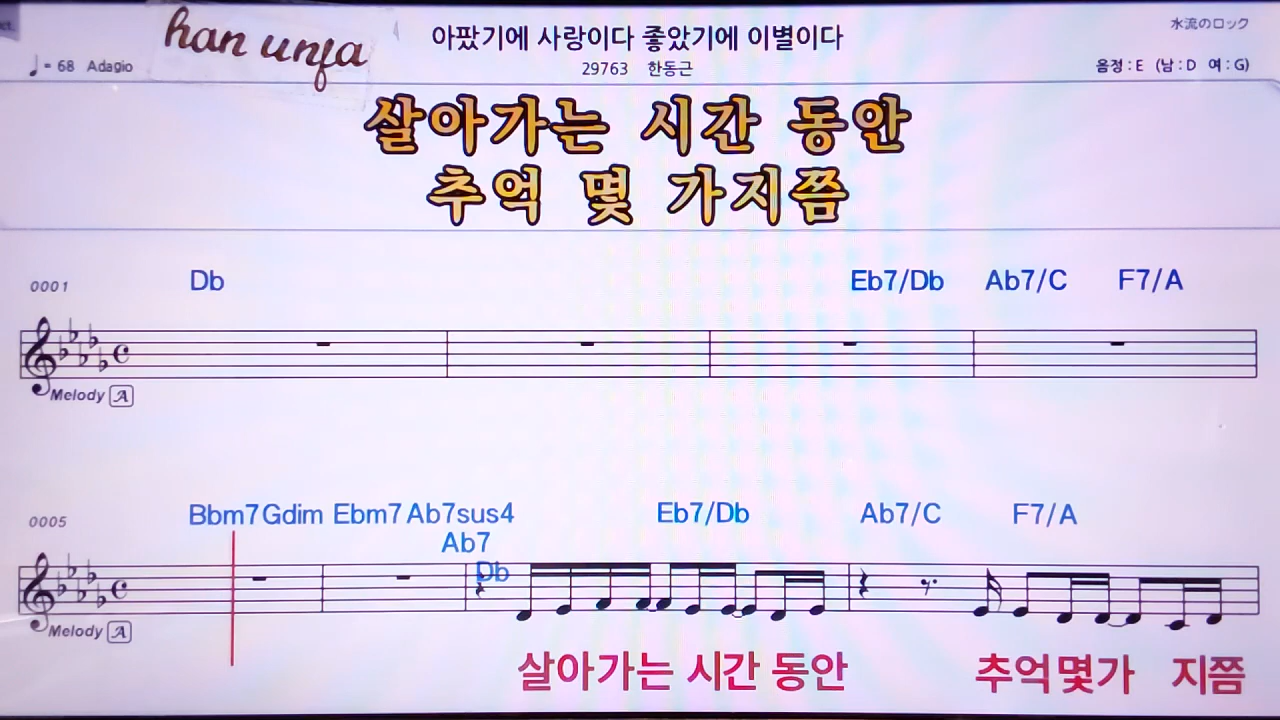 han unfa
아팠기에 사랑이다 좋았기에 이별이다
水流のロック
♩= 68 Adagio
29763 한동근
음정 : E (남 : D 여 : G)
살아가는 시간 동안
추억 몇 가지쯤
0001
Db Eb7/Db Ab7/C F7/A
Melody A
0005
Bbm7 Gdim Ebm7 Ab7sus4 Eb7/Db Ab7/C F7/A
Ab7
Db
Melody A
살아가는 시간 동안 추억몇가 지쯤